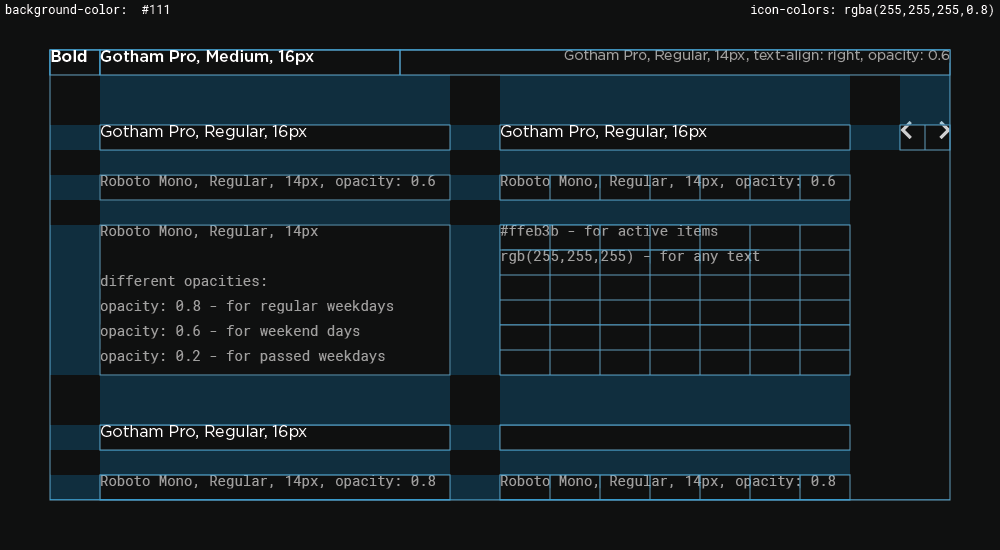 background-color:  #111
icon-colors: rgba(255,255,255,0.8)
Bold
Gotham Pro, Medium, 16px
Gotham Pro, Regular, 16px, text-align: right, opacity: 0.6
Gotham Pro, Regular, 16px
Gotham Pro, Regular, 16px
Roboto Mono, Regular, 14px, opacity: 0.6
Roboto Mono, Regular, 14px, opacity: 0.6
Roboto Mono, Regular, 14px
#ffeb3b - for active items
rgb(255,255,255) - for any text
different opacities:
opacity: 0.8 - for regular weekdays
opacity: 0.6 - for weekend days
opacity: 0.2 - for passed weekdays
Gotham Pro, Regular, 16px
Roboto Mono, Regular, 14px, opacity: 0.8
Roboto Mono, Regular, 14px, opacity: 0.8